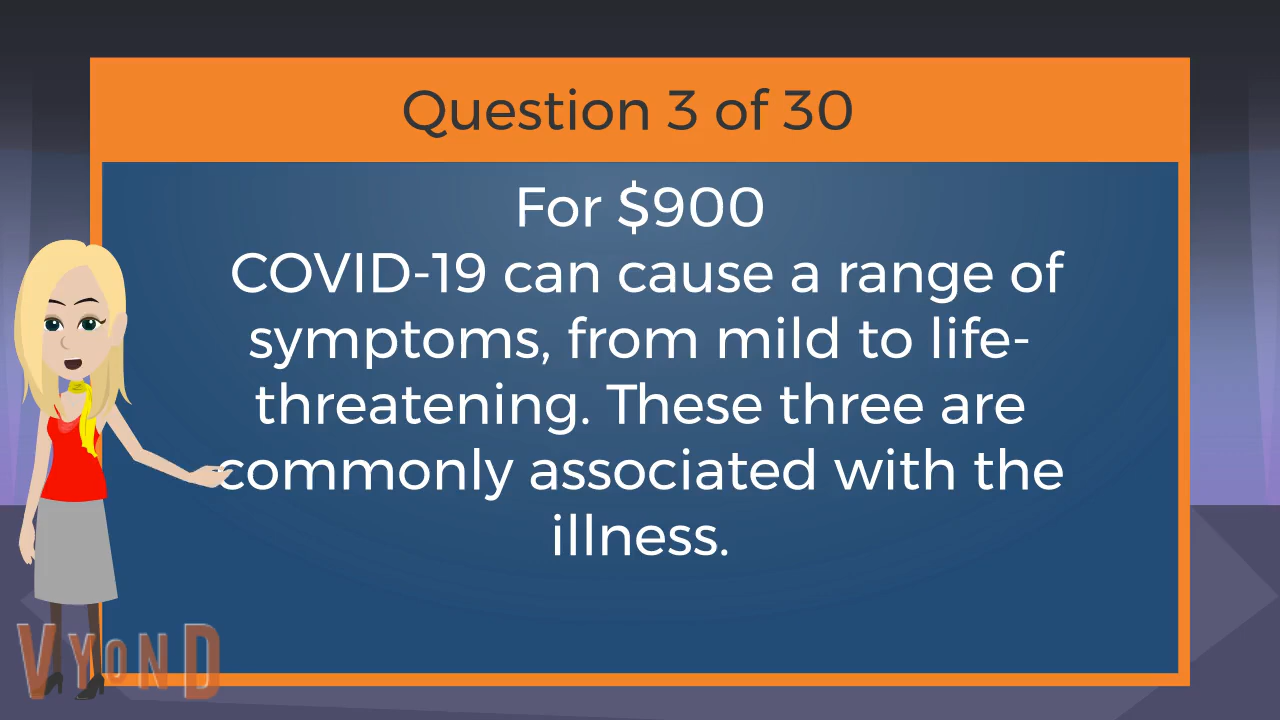 Question 3 of 30
For $900
COVID-19 can cause a range of
symptoms, from mild to life-
threatening. These three are
commonly associated with the
illness.
VYOND